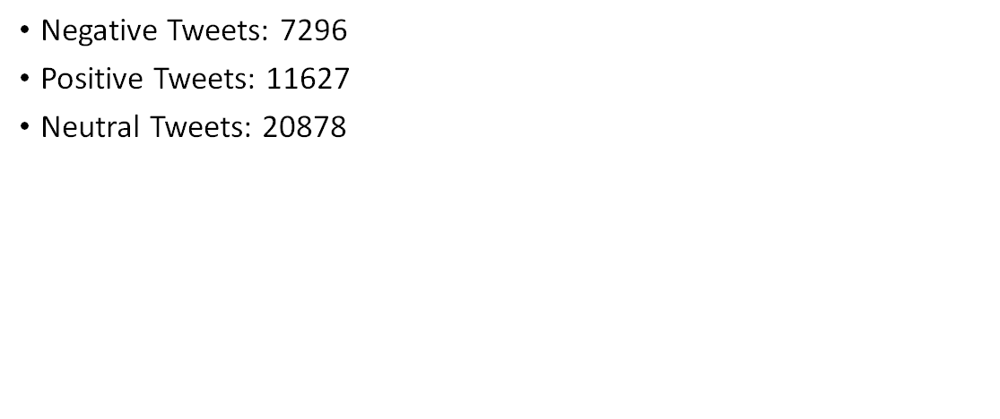 • Negative Tweets: 7296
• Positive Tweets: 11627
• Neutral Tweets: 20878